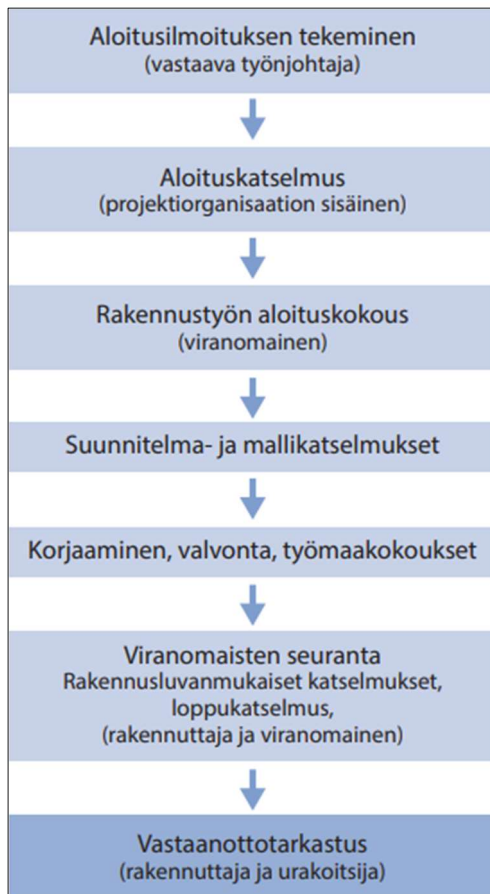 Aloitusilmoituksen tekeminen
(vastaava työnjohtaja)
Aloituskatselmus
(projektiorganisaation sisäinen)
Rakennustyön aloituskokous
(viranomainen)
Suunnitelma- ja mallikatselmukset
Korjaaminen, valvonta, työmaakokoukset
Viranomaisten seuranta
Rakennusluvanmukaiset katselmukset,
loppukatselmus,
(rakennuttaja ja viranomainen)
Vastaanottotarkastus
(rakennuttaja ja urakoitsija)